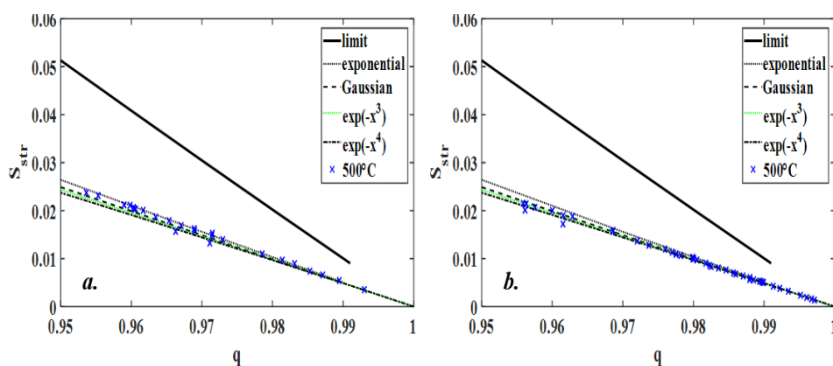 0.06
0.05
0.04
0.03
0.02
0.01
0
S_str
0.95 0.96 0.97 0.98 0.99 1
q
limit
exponential
Gaussian
exp(-x^3)
exp(-x^4)
500°C
a.
0.06
0.05
0.04
0.03
0.02
0.01
0
0.95 0.96 0.97 0.98 0.99 1
q
limit
exponential
Gaussian
exp(-x^3)
exp(-x^4)
500°C
b.